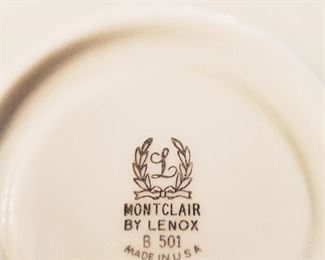 L
MONTCLAIR
BY LENOX
B 501
MADE IN U S A